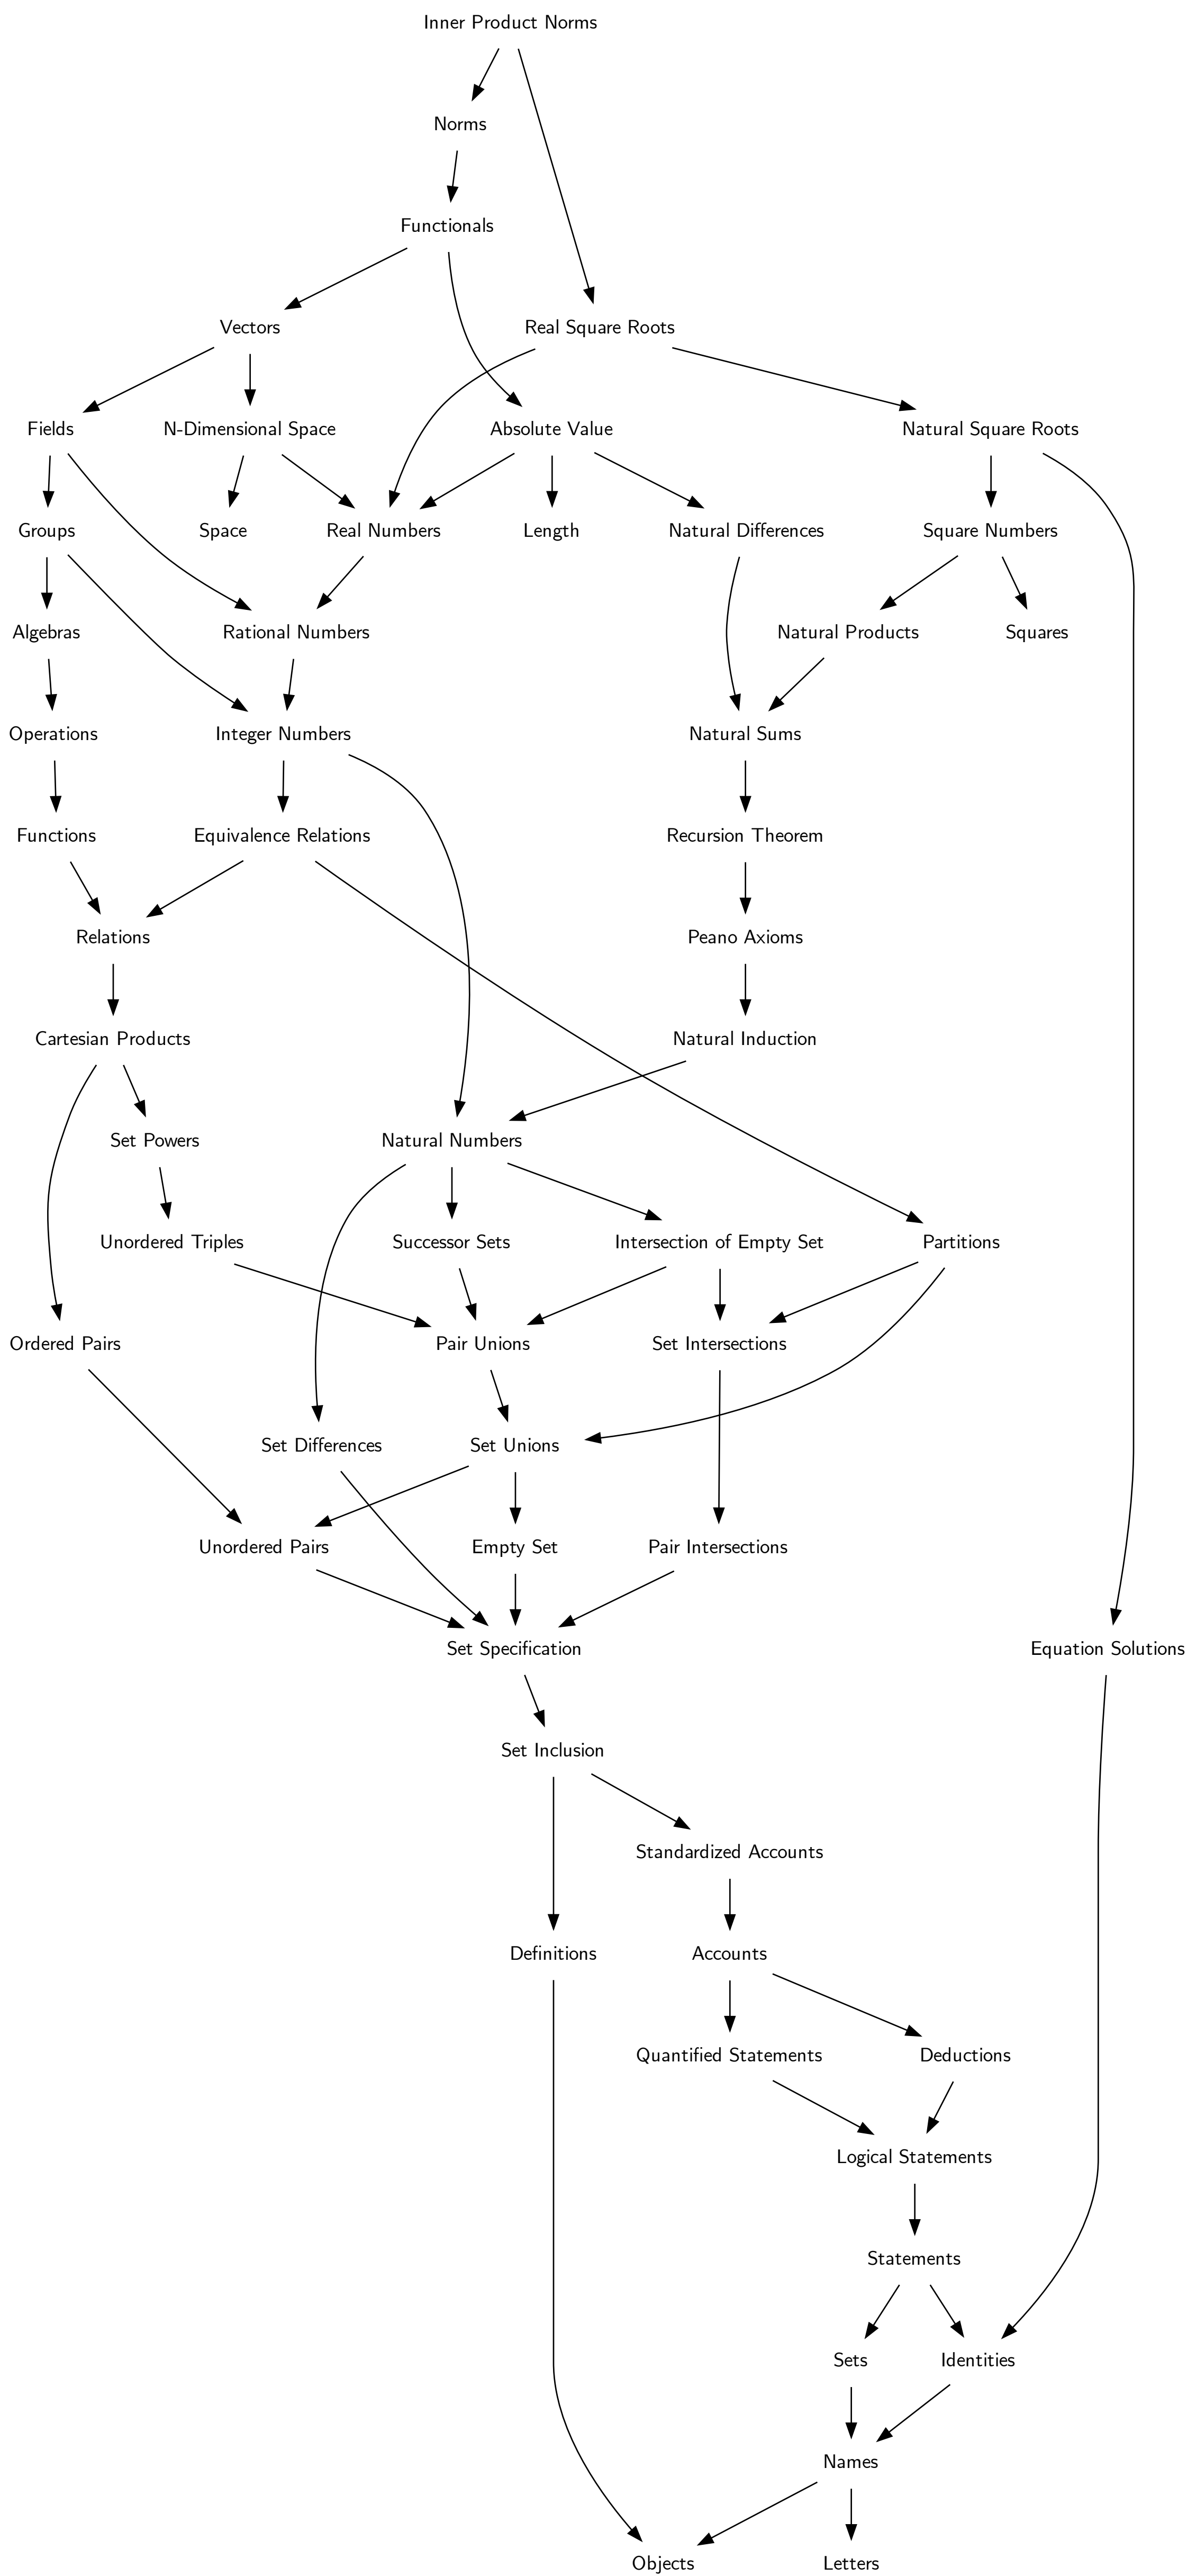 Inner Product Norms
Norms
Functionals
Vectors
Real Square Roots
Fields
N-Dimensional Space
Absolute Value
Natural Square Roots
Groups
Space
Real Numbers
Length
Natural Differences
Square Numbers
Algebras
Rational Numbers
Natural Products
Squares
Operations
Integer Numbers
Natural Sums
Functions
Equivalence Relations
Recursion Theorem
Relations
Peano Axioms
Cartesian Products
Natural Induction
Set Powers
Natural Numbers
Unordered Triples
Successor Sets
Intersection of Empty Set
Partitions
Ordered Pairs
Pair Unions
Set Intersections
Set Differences
Set Unions
Unordered Pairs
Empty Set
Pair Intersections
Set Specification
Equation Solutions
Set Inclusion
Standardized Accounts
Definitions
Accounts
Quantified Statements
Deductions
Logical Statements
Statements
Sets
Identities
Names
Objects
Letters